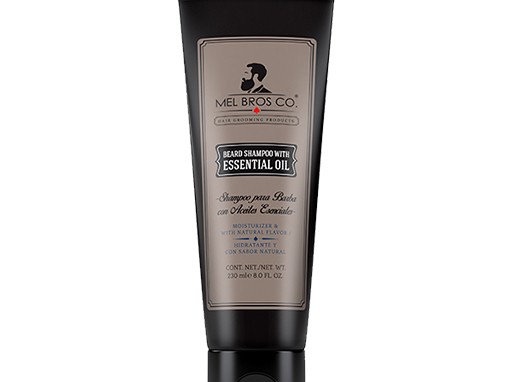 MEL BROS CO.®
HAIR GROOMING PRODUCTS
BEARD SHAMPOO WITH
ESSENTIAL OIL
-Shampoo para Barba
con Aceites Esenciales-
MOISTURIZER &
WITH NATURAL FLAVOR
HIDRATANTE Y
CON SABOR NATURAL
CONT. NET./NET. WT.
230 ml e 8.0 FL. OZ.